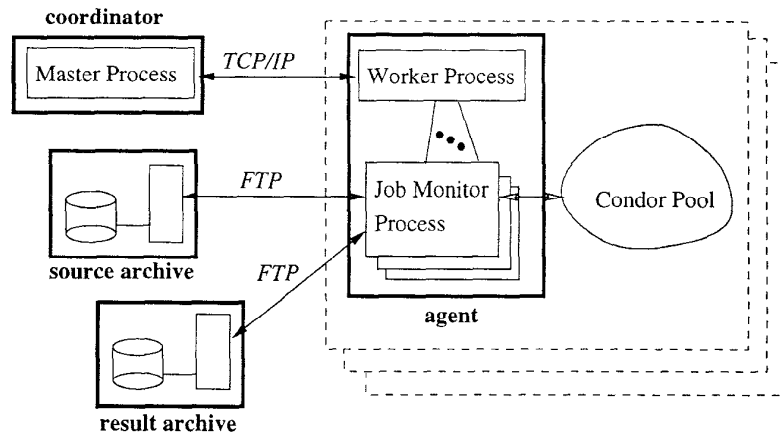 coordinator
Master Process
TCP/IP
Worker Process
FTP
Job Monitor
Process
Condor Pool
source archive
FTP
agent
result archive